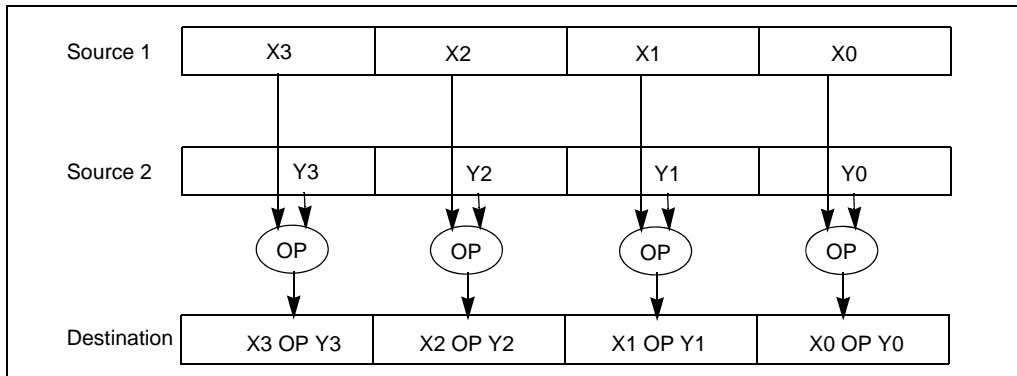 Source 1 X3 X2 X1 X0
Source 2 Y3 Y2 Y1 Y0
OP OP OP OP
Destination X3 OP Y3 X2 OP Y2 X1 OP Y1 X0 OP Y0